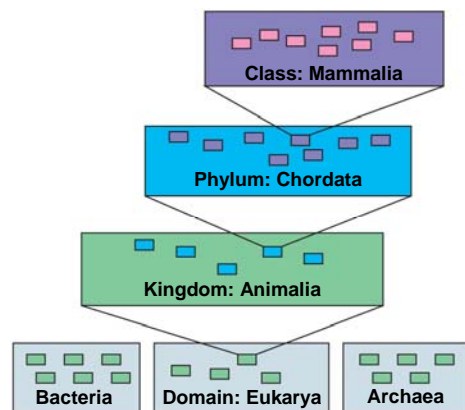 Class: Mammalia
Phylum: Chordata
Kingdom: Animalia
Bacteria
Domain: Eukarya
Archaea